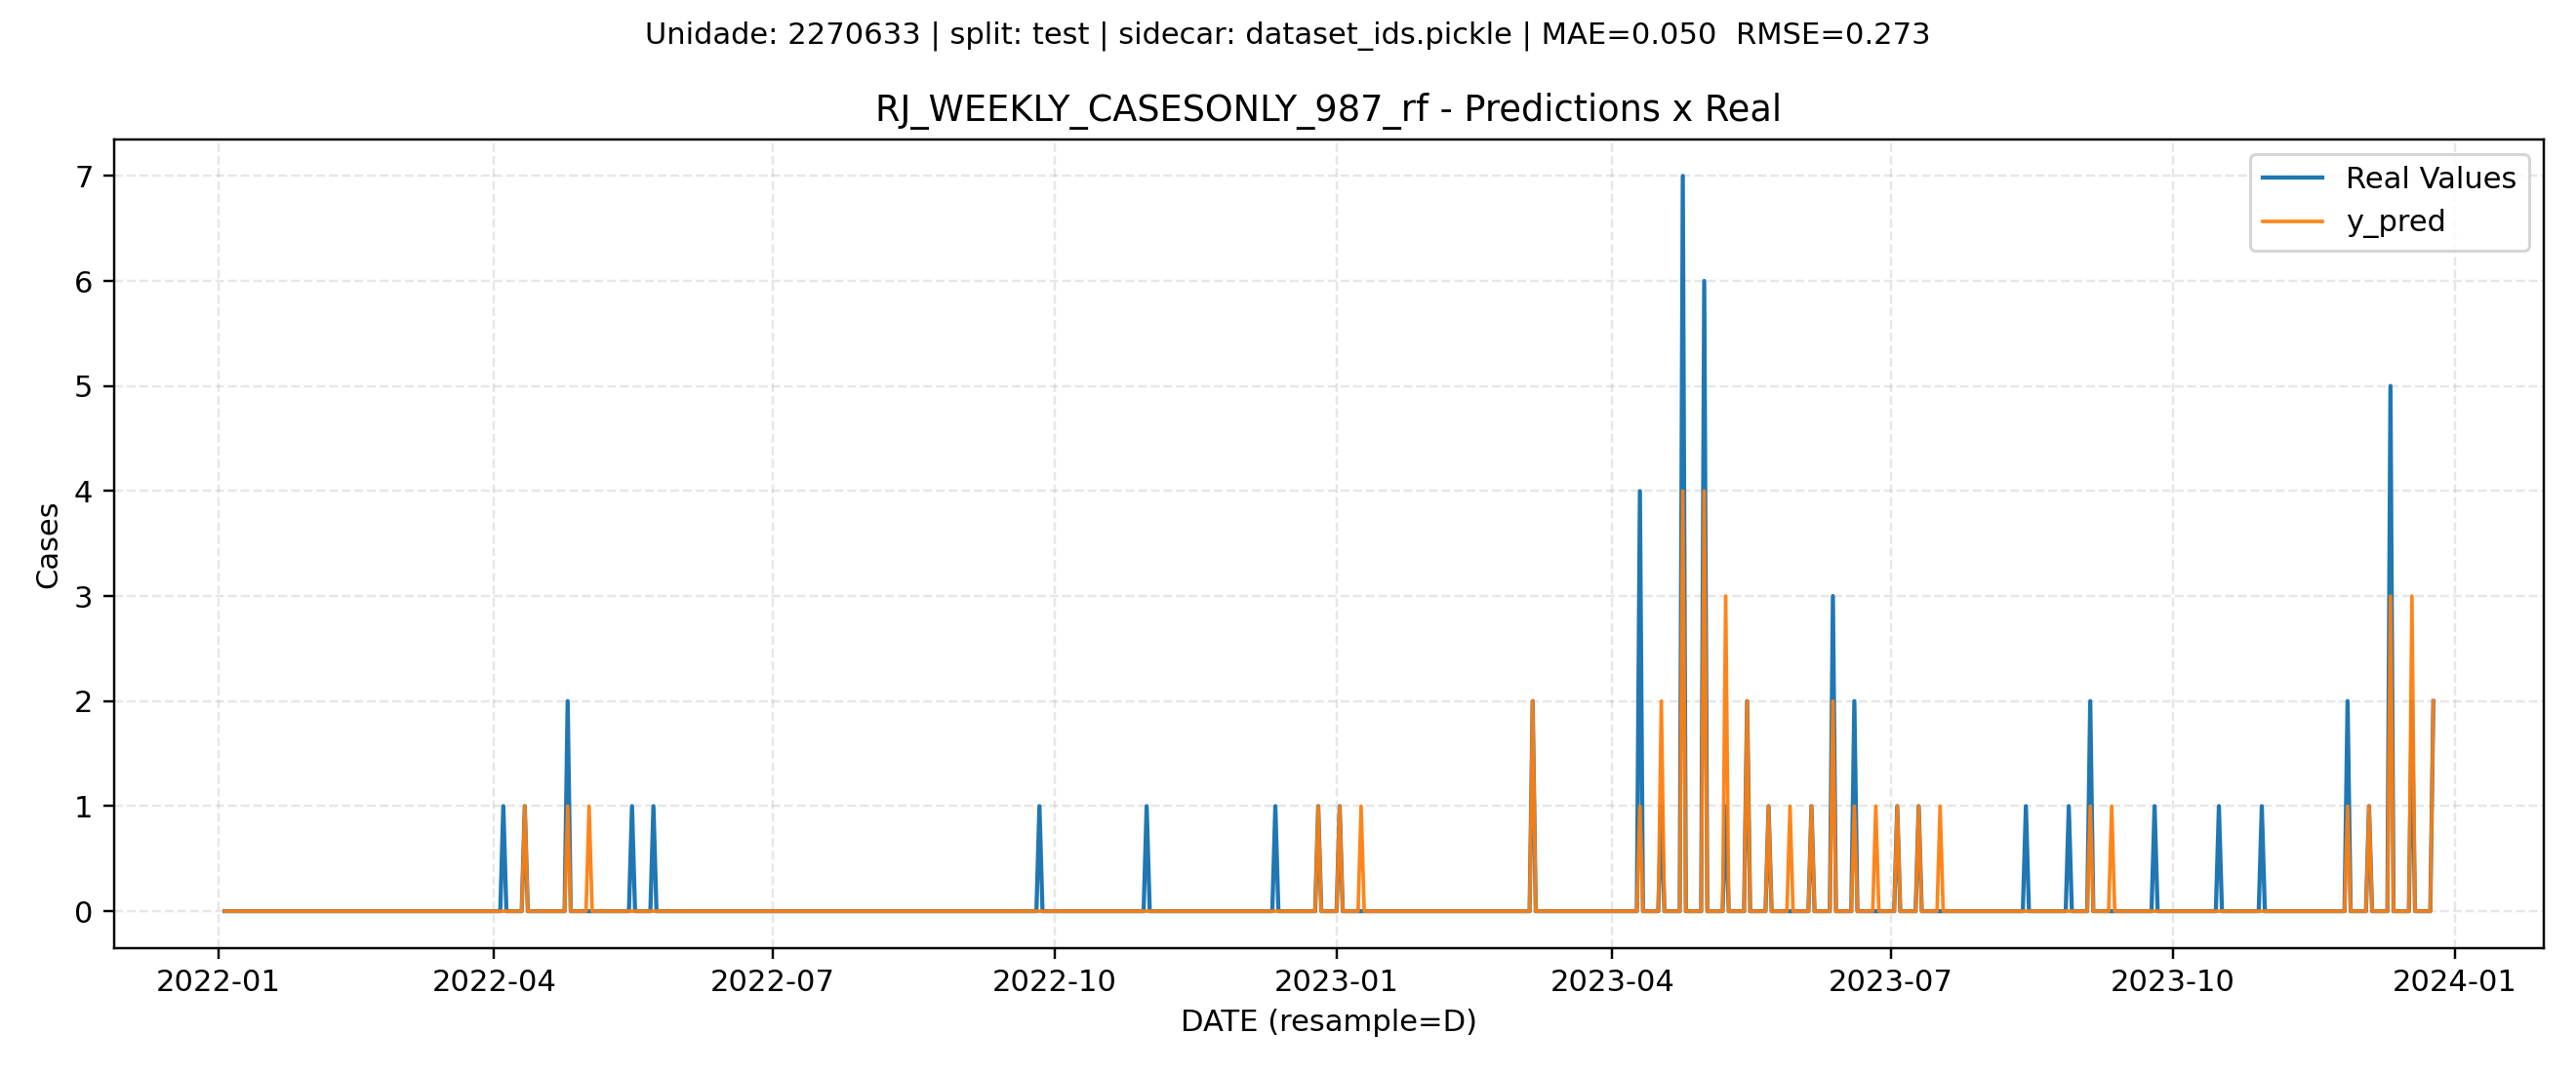 Unidade: 2270633 | split: test | sidecar: dataset_ids.pickle | MAE=0.050  RMSE=0.273
RJ_WEEKLY_CASESONLY_987_rf - Predictions x Real
Real Values
y_pred
Cases
7
6
5
4
3
2
1
0
2022-01
2022-04
2022-07
2022-10
2023-01
2023-04
2023-07
2023-10
2024-01
DATE (resample=D)